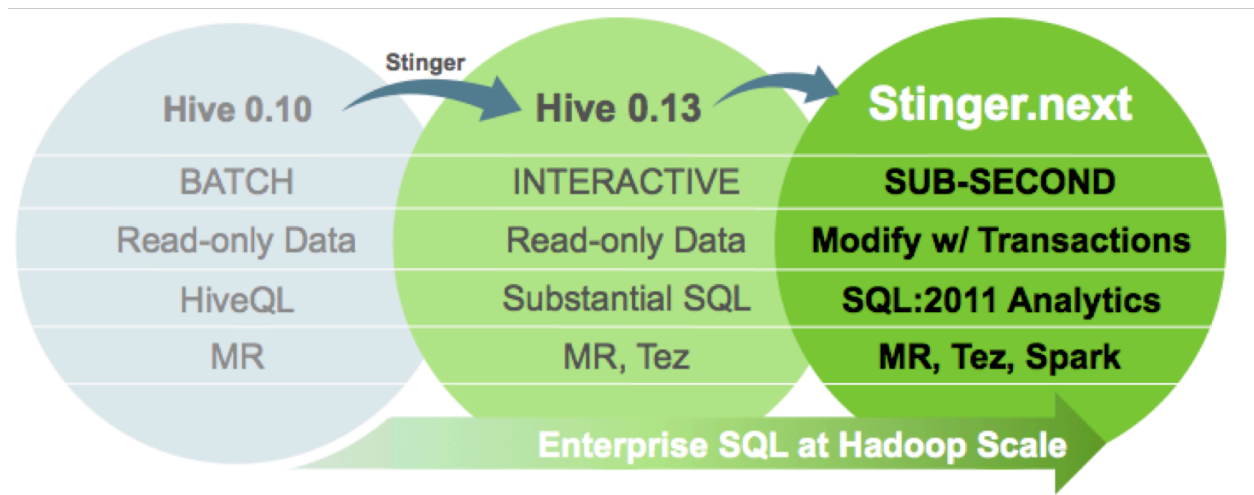 Stinger
Hive 0.10
Hive 0.13
Stinger.next
BATCH
INTERACTIVE
SUB-SECOND
Read-only Data
Read-only Data
Modify w/ Transactions
HiveQL
Substantial SQL
SQL:2011 Analytics
MR
MR, Tez
MR, Tez, Spark
Enterprise SQL at Hadoop Scale